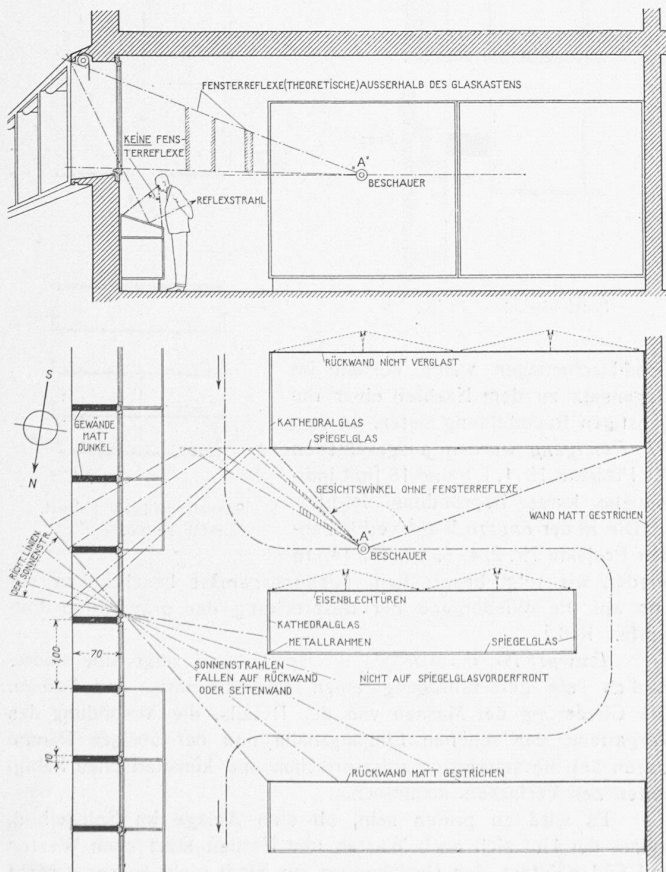 FENSTERREFLEXE(THEORETISCHE)AUSSERHALB DES GLASKASTENS
KEINE FENS-
TERREFLEXE
A"
BESCHAUER
REFLEXSTRAHL
S
N
GEWÄNDE
MATT
DUNKEL
RÜCKWAND NICHT VERGLAST
KATHEDRALGLAS
SPIEGELGLAS
GESICHTSWINKEL OHNE FENSTERREFLEXE
WAND MATT GESTRICHEN
A"
BESCHAUER
RICHTLINIEN
DER SONNENSTR.
EISENBLECHTÜREN
KATHEDRALGLAS
METALLRAHMEN
SPIEGELGLAS
1,00
70
SONNENSTRAHLEN
FALLEN AUF RÜCKWAND
ODER SEITENWAND
NICHT AUF SPIEGELGLASVORDERFRONT
10
RÜCKWAND MATT GESTRICHEN